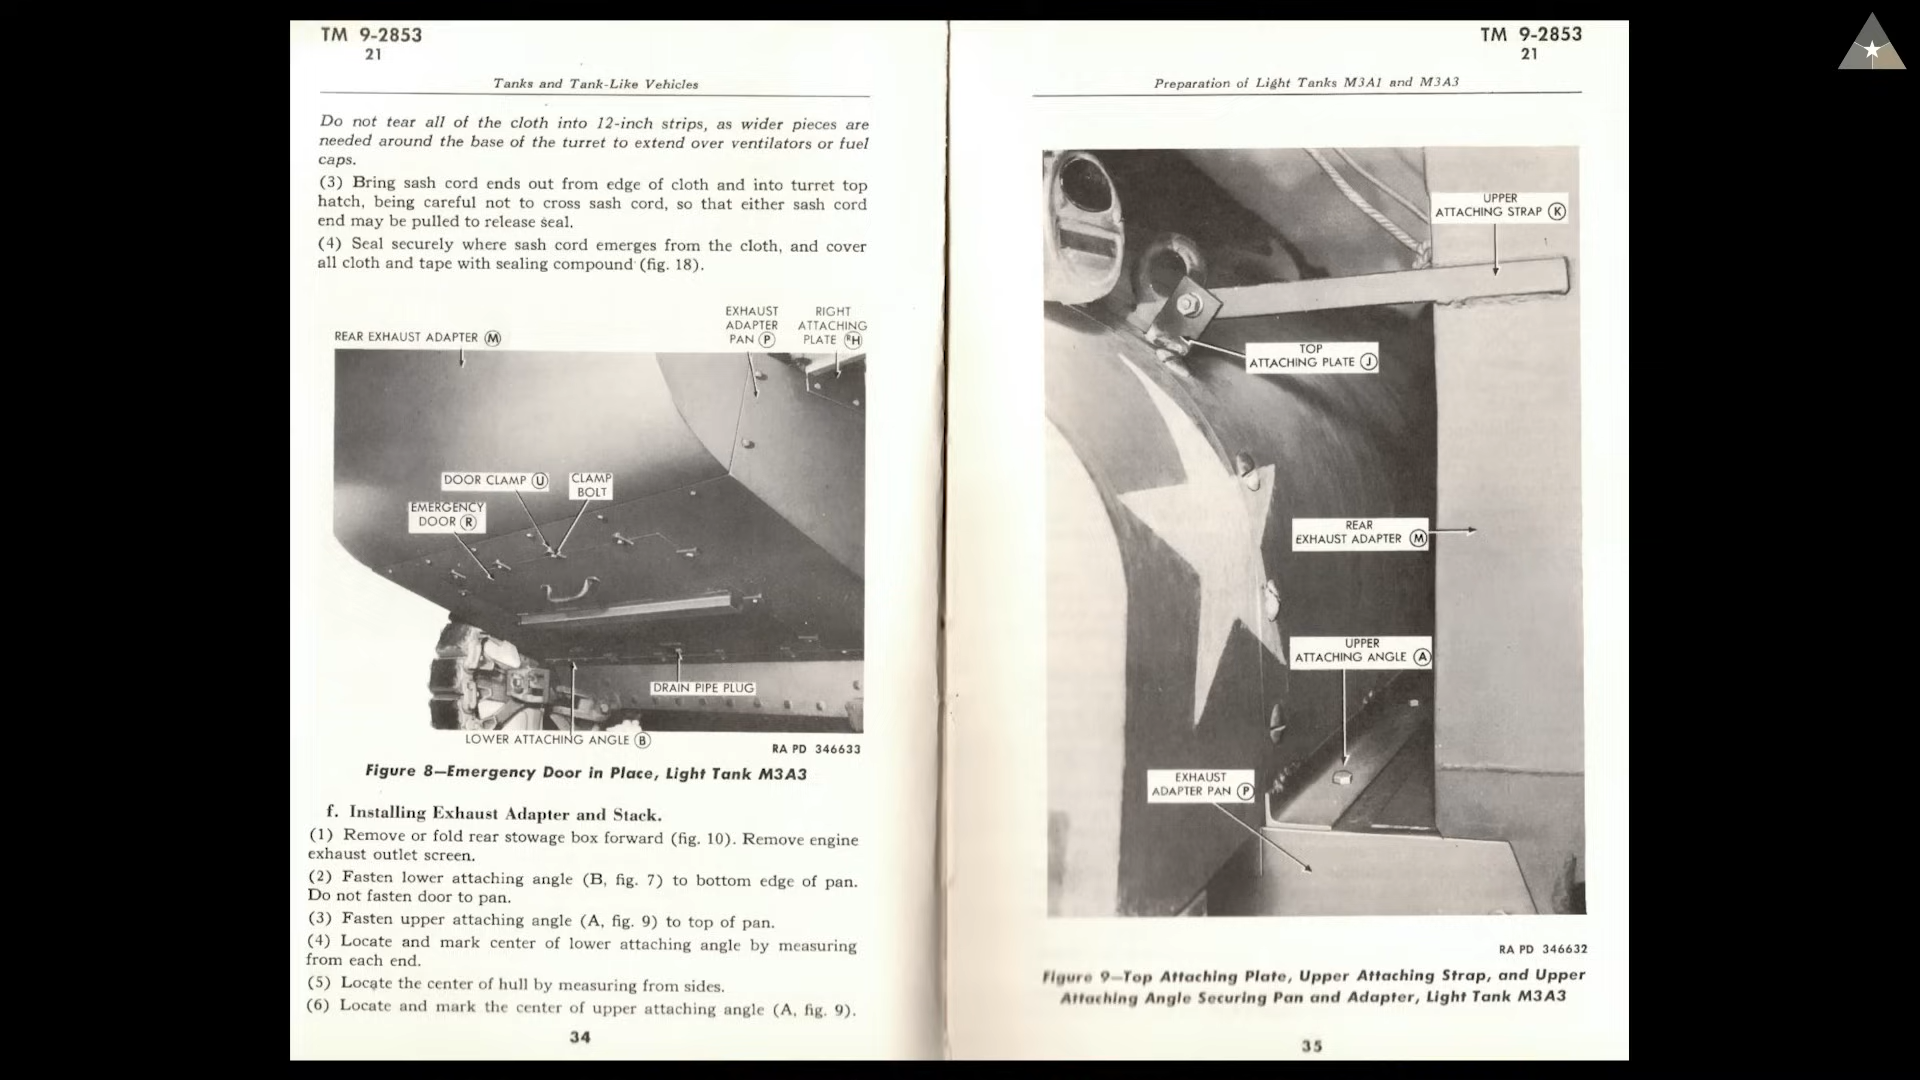 TM 9-2853
21
Tanks and Tank-Like Vehicles
Do not tear all of the cloth into 12-inch strips, as wider pieces are
needed around the base of the turret to extend over ventilators or fuel
caps.
(3) Bring sash cord ends out from edge of cloth and into turret top
hatch, being careful not to cross sash cord, so that either sash cord
end may be pulled to release seal.
(4) Seal securely where sash cord emerges from the cloth, and cover
all cloth and tape with sealing compound (fig. 18).
REAR EXHAUST ADAPTER M
EXHAUST
ADAPTER
PAN P
RIGHT
ATTACHING
PLATE RH
DOOR CLAMP U
CLAMP
BOLT
EMERGENCY
DOOR R
DRAIN PIPE PLUG
LOWER ATTACHING ANGLE B
RA PD 346633
Figure 8—Emergency Door in Place, Light Tank M3A3
f. Installing Exhaust Adapter and Stack.
(1) Remove or fold rear stowage box forward (fig. 10). Remove engine
exhaust outlet screen.
(2) Fasten lower attaching angle (B, fig. 7) to bottom edge of pan.
Do not fasten door to pan.
(3) Fasten upper attaching angle (A, fig. 9) to top of pan.
(4) Locate and mark center of lower attaching angle by measuring
from each end.
(5) Locate the center of hull by measuring from sides.
(6) Locate and mark the center of upper attaching angle (A, fig. 9).
34
TM 9-2853
21
Preparation of Light Tanks M3A1 and M3A3
UPPER
ATTACHING STRAP K
TOP
ATTACHING PLATE J
REAR
EXHAUST ADAPTER M
UPPER
ATTACHING ANGLE A
EXHAUST
ADAPTER PAN P
RA PD 346632
Figure 9—Top Attaching Plate, Upper Attaching Strap, and Upper
Attaching Angle Securing Pan and Adapter, Light Tank M3A3
35